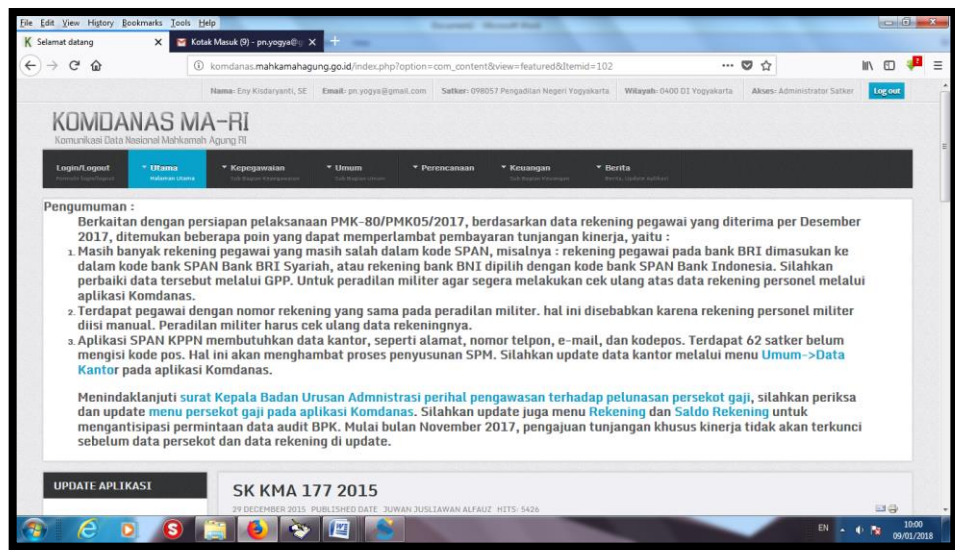 File Edit View History Bookmarks Tools Help
Selamat datang
Kotak Masuk (9) - pn.yogya@
komdanas.mahkamahagung.go.id/index.php?option=com_content&view=featured&Itemid=102
Nama: Eny Kisdaryanti, SE Email: pn.yogya@gmail.com Satker: 098057 Pengadilan Negeri Yogyakarta Wilayah: 0400 DI Yogyakarta Akses: Administrator Satker Log out
KOMDANAS MA-RI
Komunikasi Data Nasional Mahkamah Agung RI
Login/Logout Utama Kepegawaian Umum Perencanaan Keuangan Berita
Halaman Utama Sub Bagian Kepegawaian Sub Bagian Umum Sub Bagian Keuangan Berita, Update Aplikasi
Pengumuman :
Berkaitan dengan persiapan pelaksanaan PMK-80/PMK05/2017, berdasarkan data rekening pegawai yang diterima per Desember
2017, ditemukan beberapa poin yang dapat memperlambat pembayaran tunjangan kinerja, yaitu :
1. Masih banyak rekening pegawai yang masih salah dalam kode SPAN, misalnya : rekening pegawai pada bank BRI dimasukan ke
dalam kode bank SPAN Bank BRI Syariah, atau rekening bank BNI dipilih dengan kode bank SPAN Bank Indonesia. Silahkan
perbaiki data tersebut melalui GPP. Untuk peradilan militer agar segera melakukan cek ulang atas data rekening personel melalui
aplikasi Komdanas.
2. Terdapat pegawai dengan nomor rekening yang sama pada peradilan militer. hal ini disebabkan karena rekening personel militer
diisi manual. Peradilan militer harus cek ulang data rekeningnya.
3. Aplikasi SPAN KPPN membutuhkan data kantor, seperti alamat, nomor telpon, e-mail, dan kodepos. Terdapat 62 satker belum
mengisi kode pos. Hal ini akan menghambat proses penyusunan SPM. Silahkan update data kantor melalui menu Umum->Data
Kantor pada aplikasi Komdanas.
Menindaklanjuti surat Kepala Badan Urusan Admnistrasi perihal pengawasan terhadap pelunasan persekot gaji, silahkan periksa
dan update menu persekot gaji pada aplikasi Komdanas. Silahkan update juga menu Rekening dan Saldo Rekening untuk
mengantisipasi permintaan data audit BPK. Mulai bulan November 2017, pengajuan tunjangan khusus kinerja tidak akan terkunci
sebelum data persekot dan data rekening di update.
UPDATE APLIKASI
SK KMA 177 2015
29 DECEMBER 2015 PUBLISHED DATE JUWAN JUSLIAWAN ALFAUZ HITS: 5426
EN 10:00
09/01/2018